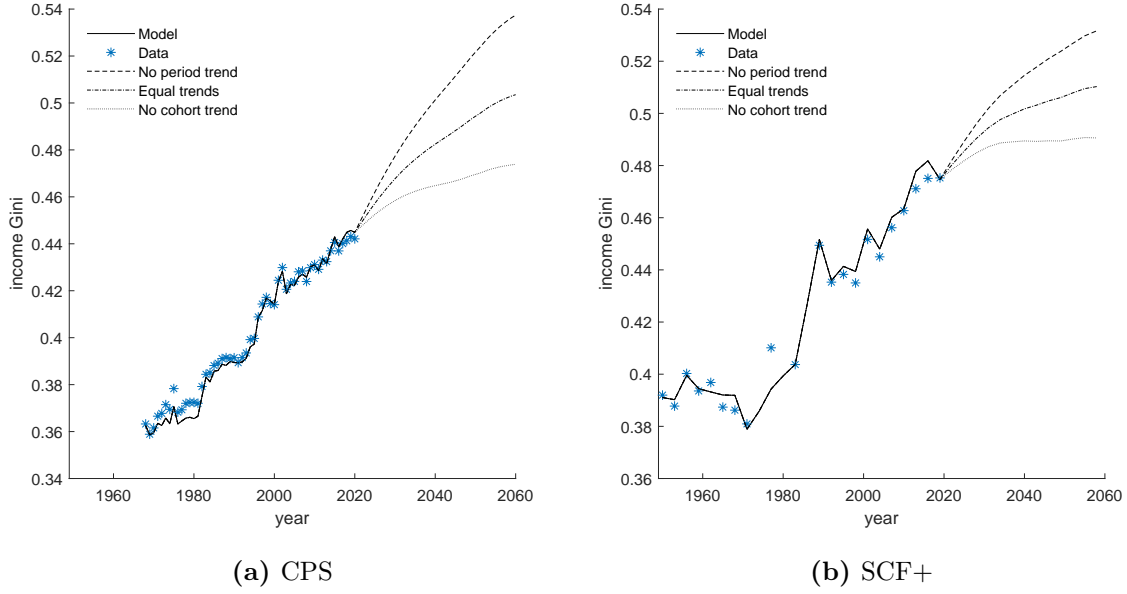 0.54
0.52
0.5
0.48
0.46
0.44
0.42
0.4
0.38
0.36
0.34
income Gini
Model
Data
No period trend
Equal trends
No cohort trend
1960 1980 2000 2020 2040 2060
year
(a) CPS
0.54
0.52
0.5
0.48
0.46
0.44
0.42
0.4
0.38
0.36
income Gini
Model
Data
No period trend
Equal trends
No cohort trend
1960 1980 2000 2020 2040 2060
year
(b) SCF+